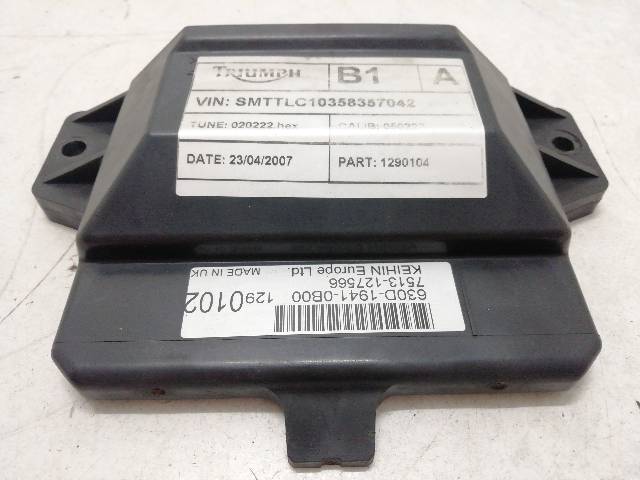 TRIUMPH B1 A
VIN: SMTTLC10358357042
TUNE: 020222.hex CALIB:
DATE: 23/04/2007 PART: 1290104
630D-1941-0B00 1290102
7513-127566
KEIHIN Europe Ltd. MADE IN UK